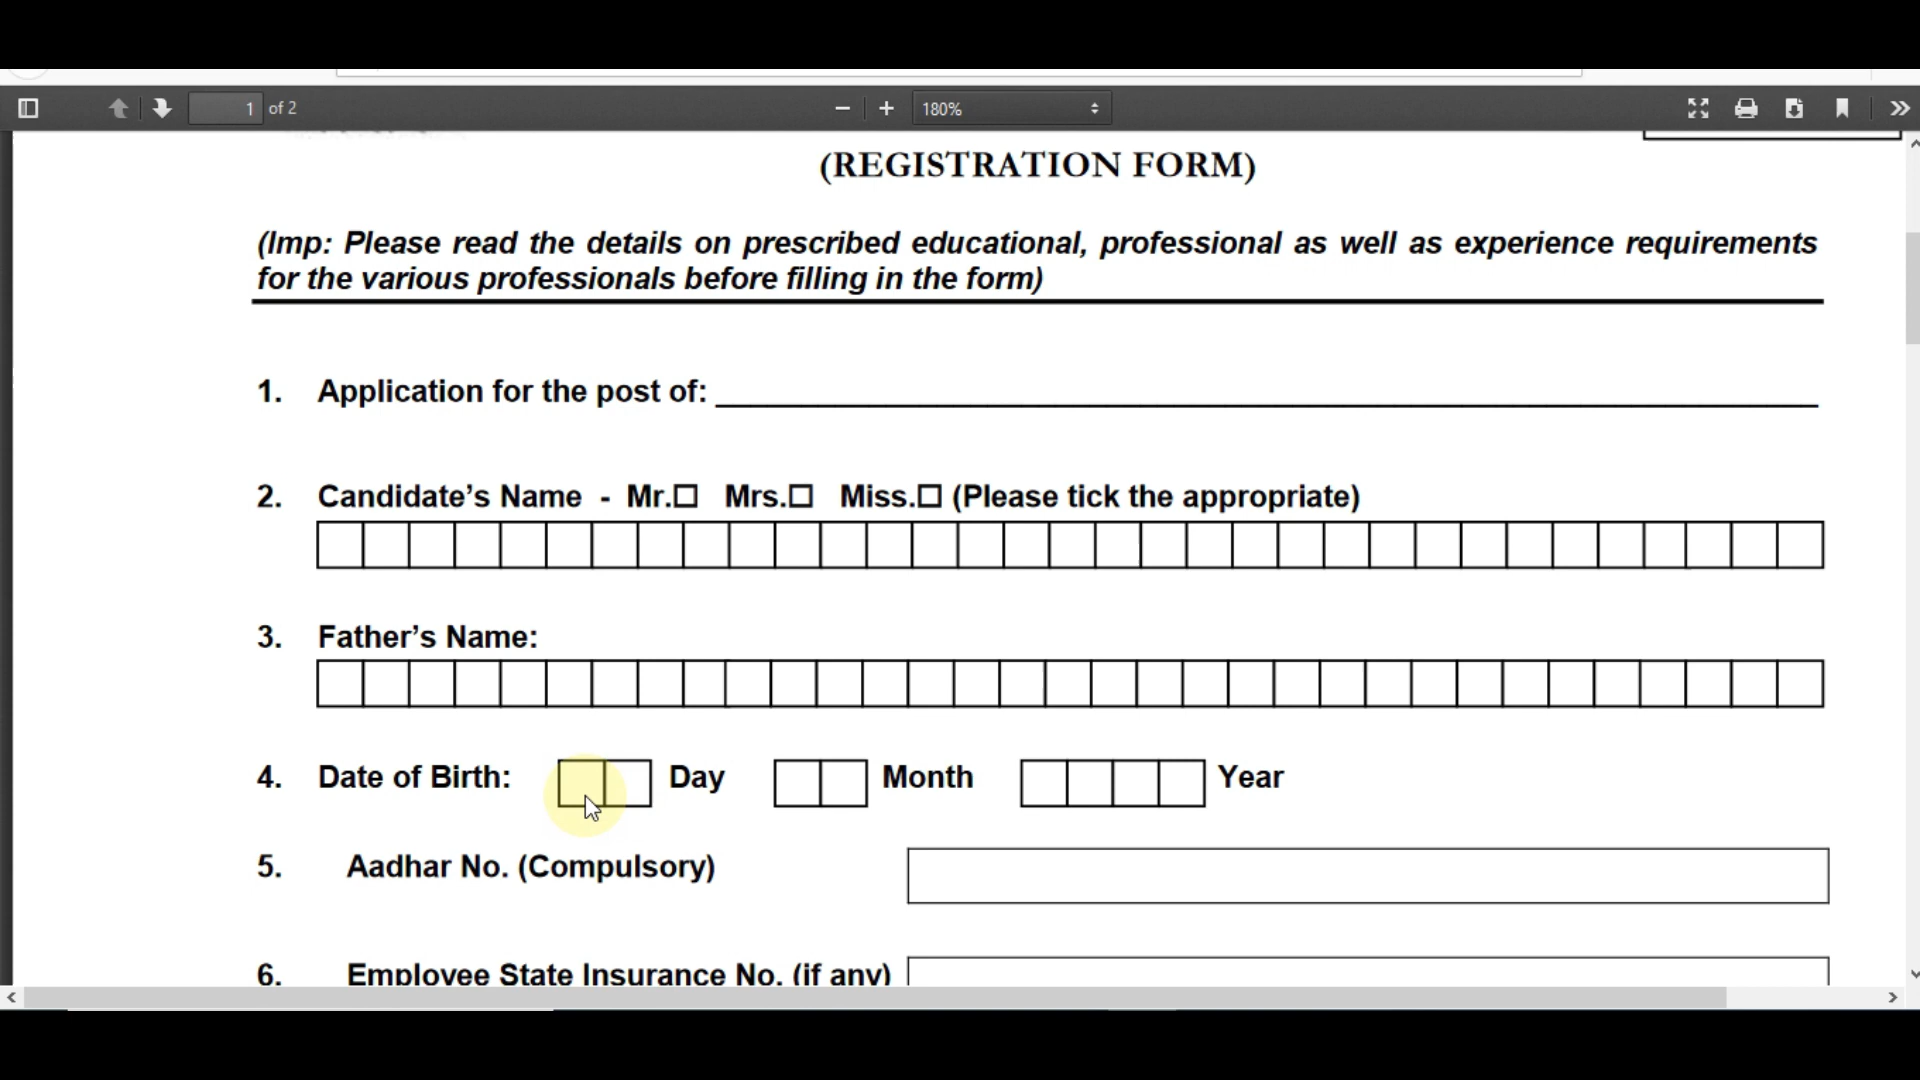 1 of 2
180%
(REGISTRATION FORM)
(Imp: Please read the details on prescribed educational, professional as well as experience requirements
for the various professionals before filling in the form)
1. Application for the post of:
2. Candidate's Name - Mr.☐ Mrs.☐ Miss.☐ (Please tick the appropriate)
3. Father's Name:
4. Date of Birth: Day Month Year
5. Aadhar No. (Compulsory)
6. Employee State Insurance No. (if any)